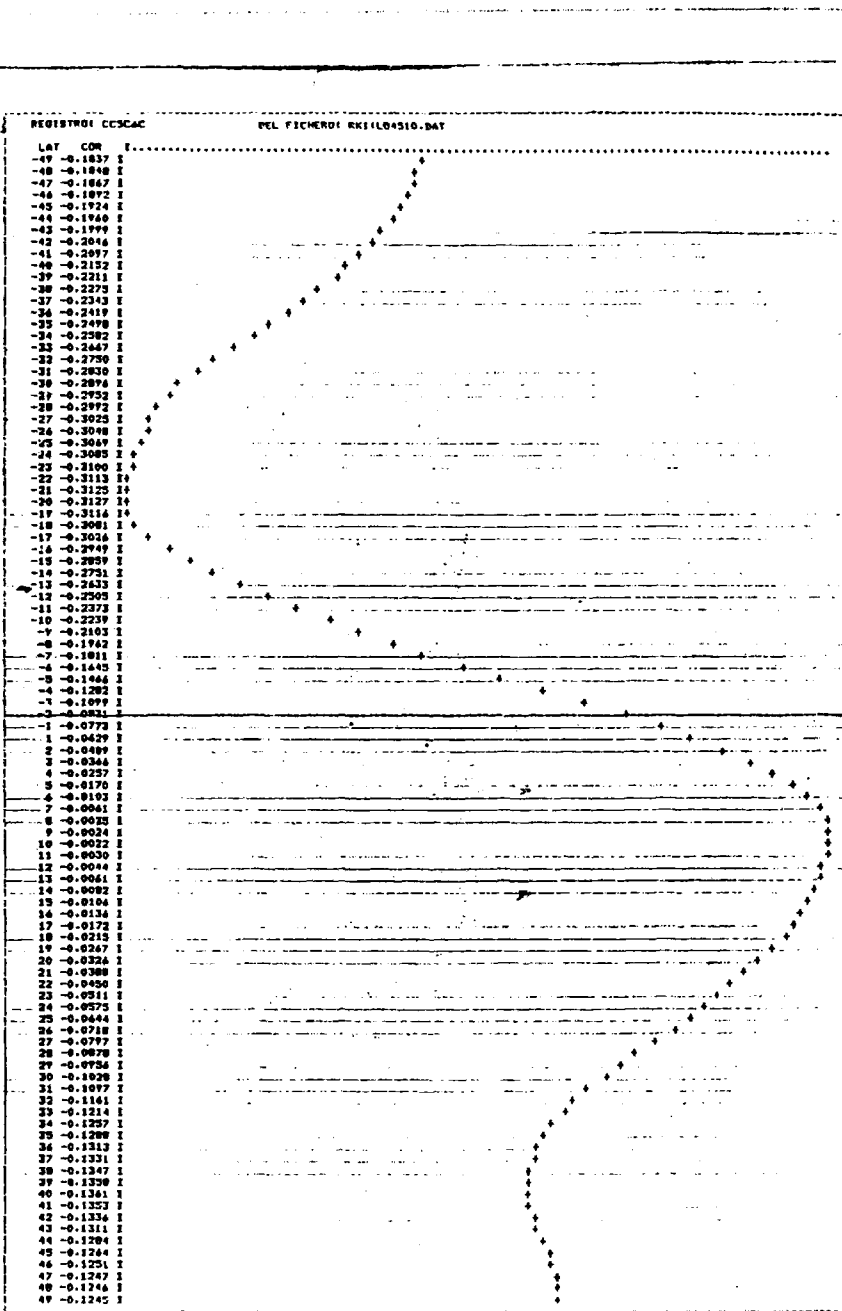 REGISTRO: CC5C6C DEL FICHERO:
LAT COR
-49 -0.1837 I
-48 -0.1848 I
-47 -0.1867 I
-46 -0.1892 I
-45 -0.1924 I
-44 -0.1960 I
-43 -0.1999 I
-42 -0.2046 I
-41 -0.2097 I
-40 -0.2152 I
-39 -0.2211 I
-38 -0.2275 I
-37 -0.2343 I
-36 -0.2419 I
-35 -0.2498 I
-34 -0.2582 I
-33 -0.2667 I
-32 -0.2750 I
-31 -0.2830 I
-30 -0.2896 I
-29 -0.2952 I
-28 -0.2992 I
-27 -0.3025 I
-26 -0.3048 I
-25 -0.3069 I
-24 -0.3085 I
-23 -0.3100 I
-22 -0.3113 I
-21 -0.3125 I
-20 -0.3127 I
-19 -0.3116 I
-18 -0.3081 I
-17 -0.3026 I
-16 -0.2949 I
-15 -0.2859 I
-14 -0.2751 I
-13 -0.2633 I
-12 -0.2505 I
-11 -0.2373 I
-10 -0.2239 I
-9 -0.2103 I
-8 -0.1962 I
-7 -0.1811 I
-6 -0.1645 I
-5 -0.1466 I
-4 -0.1282 I
-3 -0.1099 I
-2 I
-1 -0.0773 I
1 -0.0629 I
2 -0.0489 I
3 -0.0366 I
4 -0.0257 I
5 -0.0170 I
6 -0.0103 I
7 -0.0061 I
8 -0.0035 I
9 -0.0024 I
10 -0.0022 I
11 -0.0030 I
12 -0.0044 I
13 -0.0061 I
14 -0.0082 I
15 -0.0106 I
16 -0.0136 I
17 -0.0172 I
18 -0.0215 I
19 -0.0267 I
20 -0.0326 I
21 -0.0388 I
22 -0.0450 I
23 -0.0511 I
24 -0.0575 I
25 -0.0644 I
26 -0.0718 I
27 -0.0797 I
28 -0.0878 I
29 -0.0956 I
30 -0.1028 I
31 -0.1097 I
32 -0.1161 I
33 -0.1214 I
34 -0.1257 I
35 -0.1288 I
36 -0.1313 I
37 -0.1331 I
38 -0.1347 I
39 -0.1358 I
40 -0.1361 I
41 -0.1353 I
42 -0.1336 I
43 -0.1311 I
44 -0.1284 I
45 -0.1264 I
46 -0.1251 I
47 -0.1247 I
48 -0.1246 I
49 -0.1245 I